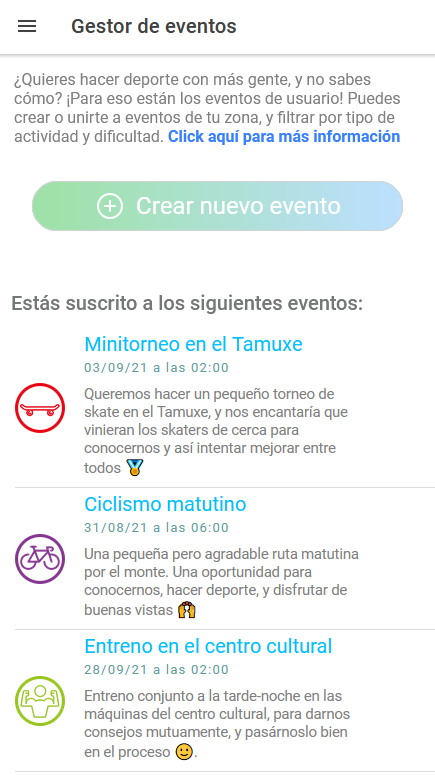 Gestor de eventos
¿Quieres hacer deporte con más gente, y no sabes
cómo? ¡Para eso están los eventos de usuario! Puedes
crear o unirte a eventos de tu zona, y filtrar por tipo de
actividad y dificultad. Click aquí para más información
Crear nuevo evento
Estás suscrito a los siguientes eventos:
Minitorneo en el Tamuxe
03/09/21 a las 02:00
Queremos hacer un pequeño torneo de
skate en el Tamuxe, y nos encantaría que
vinieran los skaters de cerca para
conocernos y así intentar mejorar entre
todos 🏅
Ciclismo matutino
31/08/21 a las 06:00
Una pequeña pero agradable ruta matutina
por el monte. Una oportunidad para
conocernos, hacer deporte, y disfrutar de
buenas vistas 🙌
Entreno en el centro cultural
28/09/21 a las 02:00
Entreno conjunto a la tarde-noche en las
máquinas del centro cultural, para darnos
consejos mutuamente, y pasárnoslo bien
en el proceso 🙂.